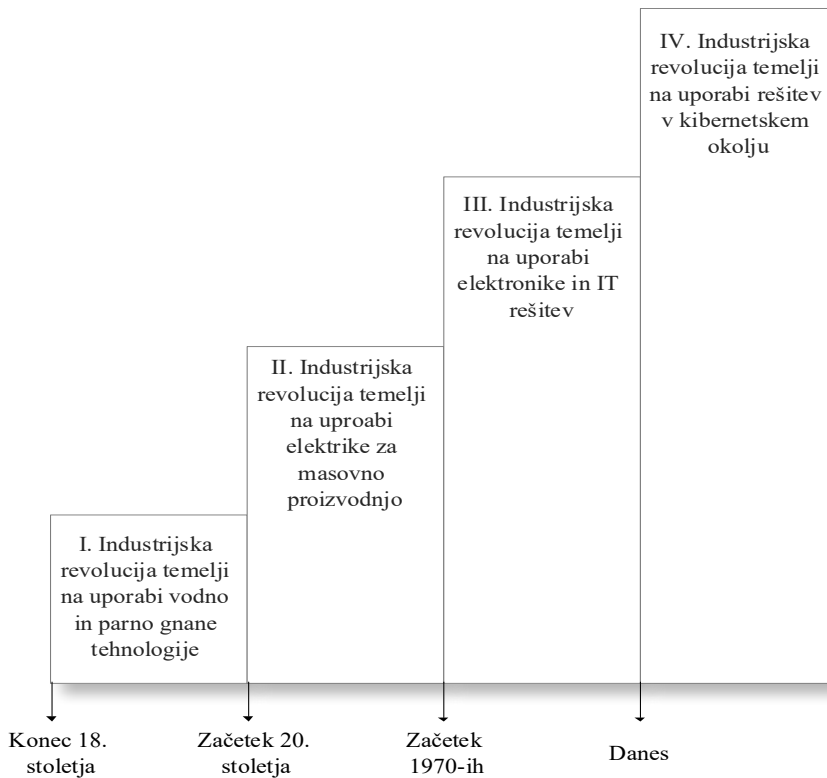 I. Industrijska
revolucija temelji
na uporabi vodno
in parno gnane
tehnologije
II. Industrijska
revolucija temelji
na uproabi
elektrike za
masovno
proizvodnjo
III. Industrijska
revolucija temelji
na uporabi
elektronike in IT
rešitev
IV. Industrijska
revolucija temelji
na uporabi rešitev
v kibernetskem
okolju
Konec 18.
stoletja
Začetek 20.
stoletja
Začetek
1970-ih
Danes